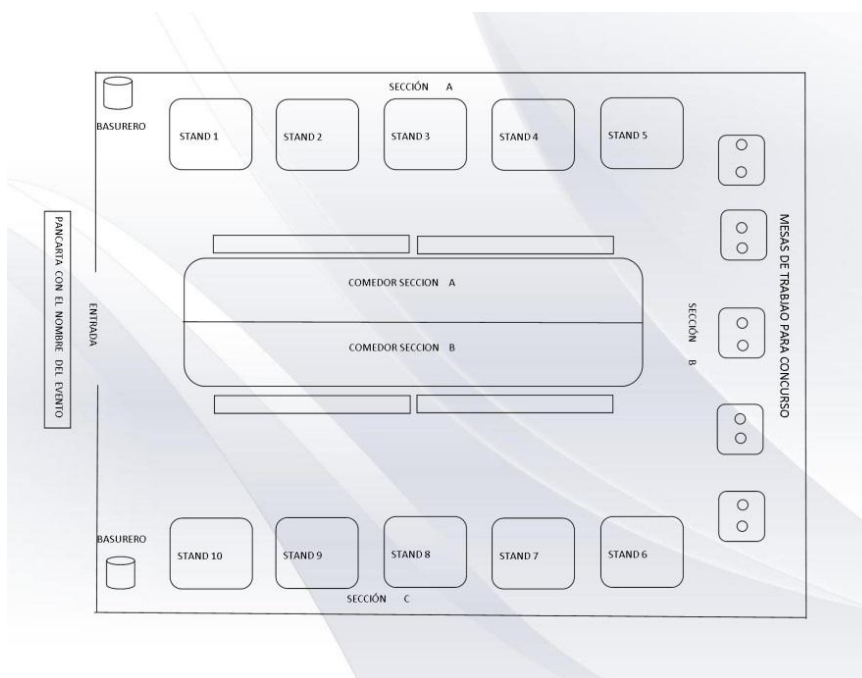 SECCIÓN A
BASURERO
STAND 1
STAND 2
STAND 3
STAND 4
STAND 5
PANCARTA CON EL NOMBRE DEL EVENTO
ENTRADA
COMEDOR SECCION A
COMEDOR SECCION B
SECCIÓN B
MESAS DE TRABJAO PARA CONCURSO
BASURERO
STAND 10
STAND 9
STAND 8
STAND 7
STAND 6
SECCIÓN C